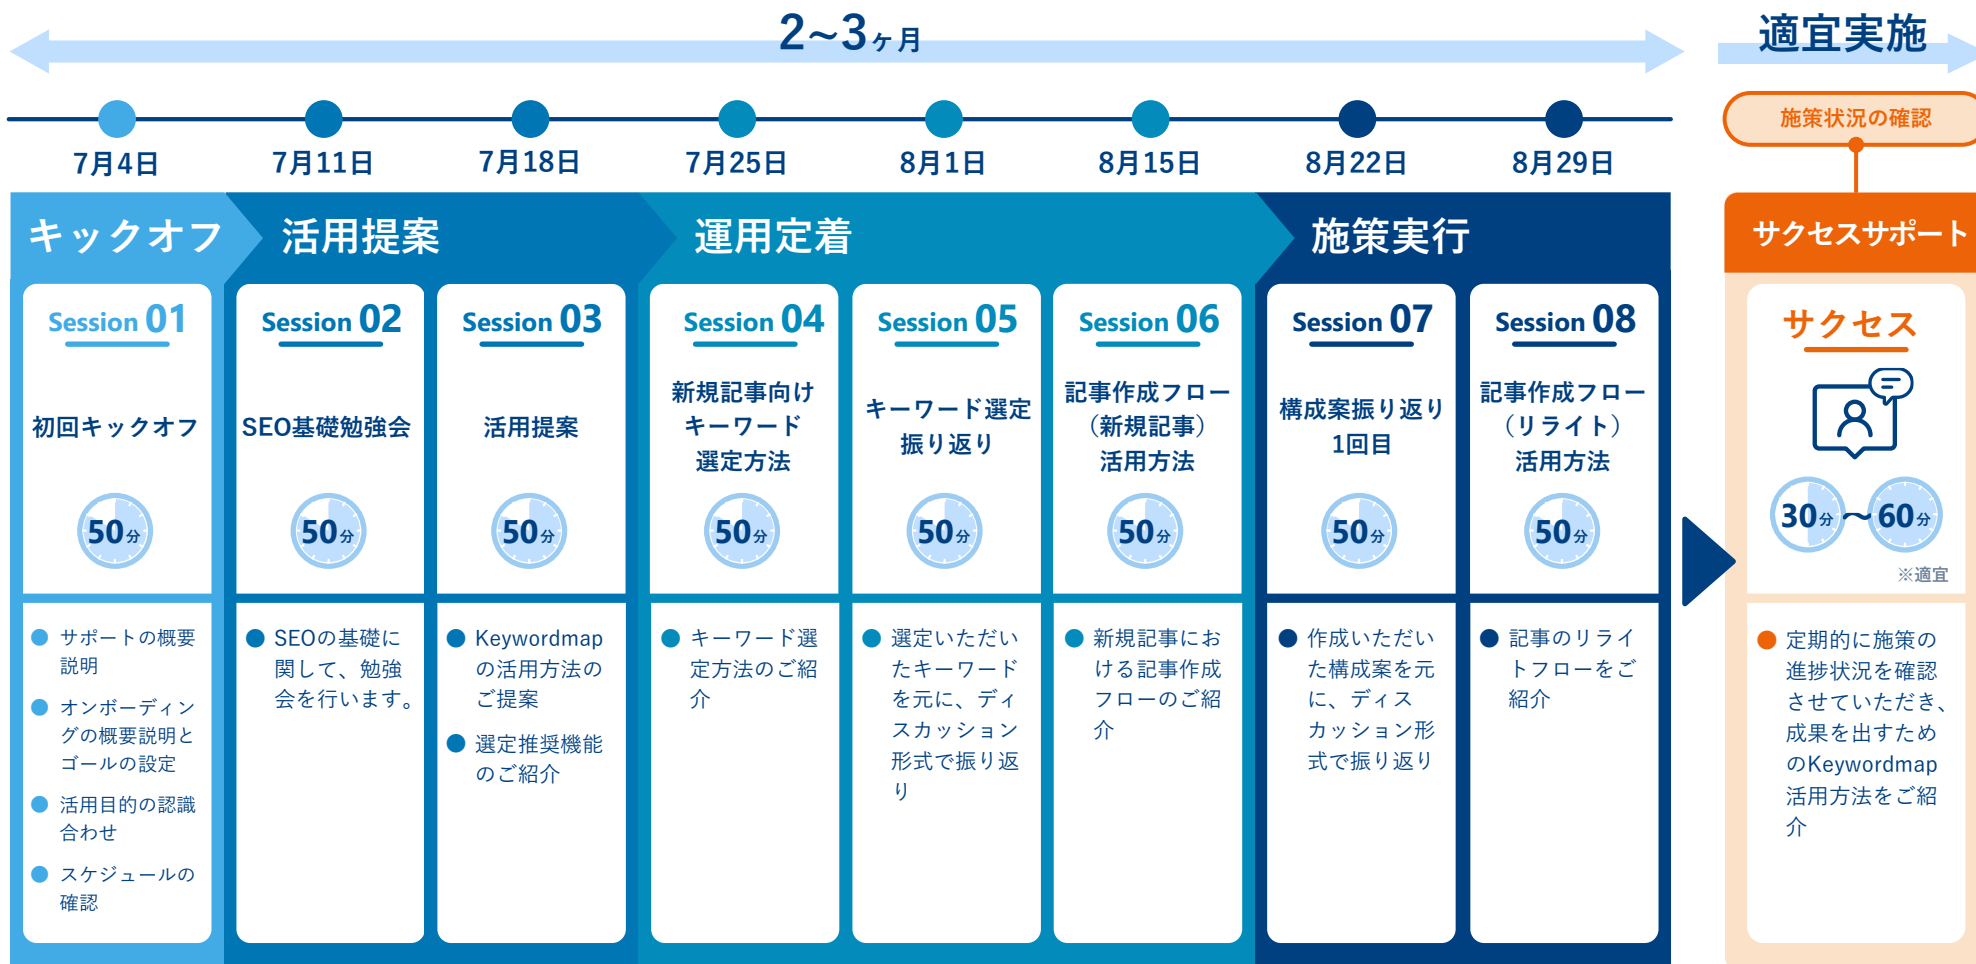 2~3ヶ月
適宜実施
施策状況の確認
7月4日
7月11日
7月18日
7月25日
8月1日
8月15日
8月22日
8月29日
キックオフ
活用提案
運用定着
施策実行
サクセスサポート
Session 01
初回キックオフ
50分
サポートの概要
説明
オンボーディン
グの概要説明と
ゴールの設定
活用目的の認識
合わせ
スケジュールの
確認
Session 02
SEO基礎勉強会
50分
SEOの基礎に
関して、勉強
会を行います。
Session 03
活用提案
50分
Keywordmap
の活用方法の
ご提案
選定推奨機能
のご紹介
Session 04
新規記事向け
キーワード
選定方法
50分
キーワード選
定方法のご紹
介
Session 05
キーワード選定
振り返り
50分
選定いただい
たキーワード
を元に、ディ
スカッション
形式で振り返
り
Session 06
記事作成フロー
（新規記事）
活用方法
50分
新規記事にお
ける記事作成
フローのご紹
介
Session 07
構成案振り返り
1回目
50分
作成いただい
た構成案を元
に、ディス
カッション形
式で振り返り
Session 08
記事作成フロー
（リライト）
活用方法
50分
記事のリライ
トフローをご
紹介
サクセス
30分～60分
※適宜
定期的に施策の
進捗状況を確認
させていただき、
成果を出すため
のKeywordmap
活用方法をご紹
介